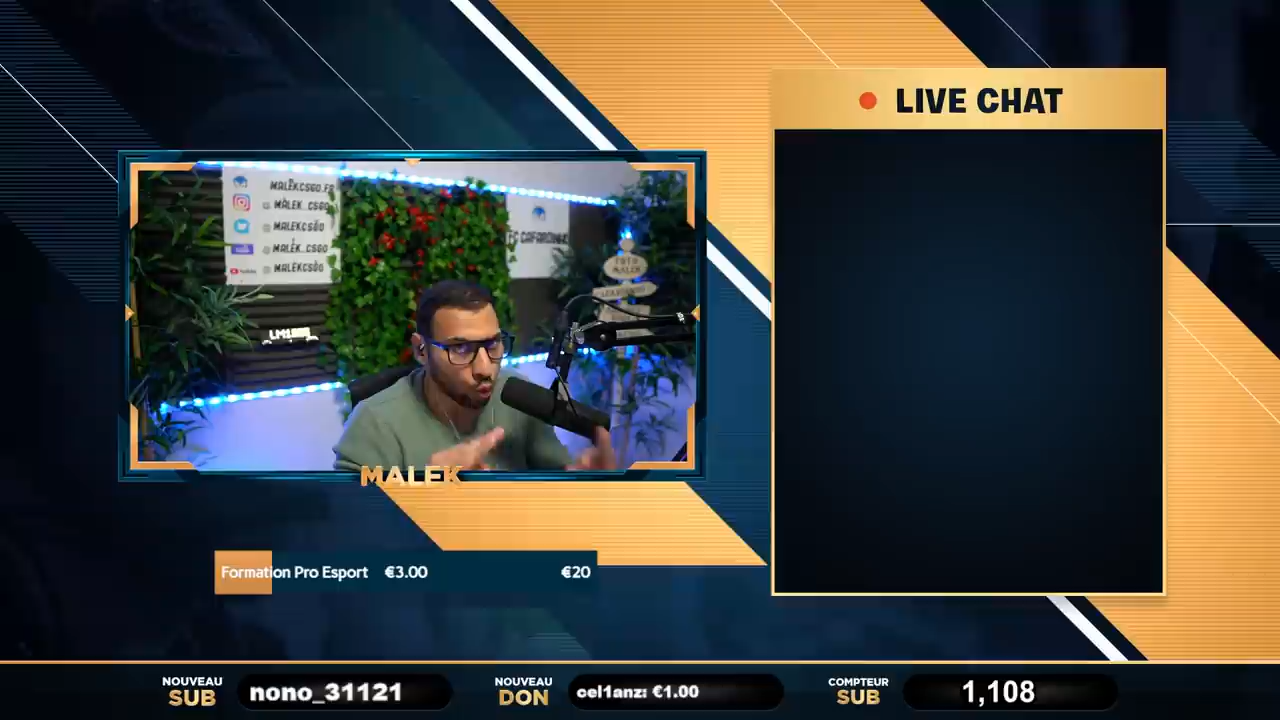 LIVE CHAT
MALEKCSGO.FR
@ MALEK_CSGO
@ MALEKCSGO
@ MALEK_CSGO
YouTube @ MALEKCSGO
MALEK
Formation Pro Esport €3.00 €20
NOUVEAU
SUB
nono_31121
NOUVEAU
DON
cel1anz: €1.00
COMPTEUR
SUB
1,108